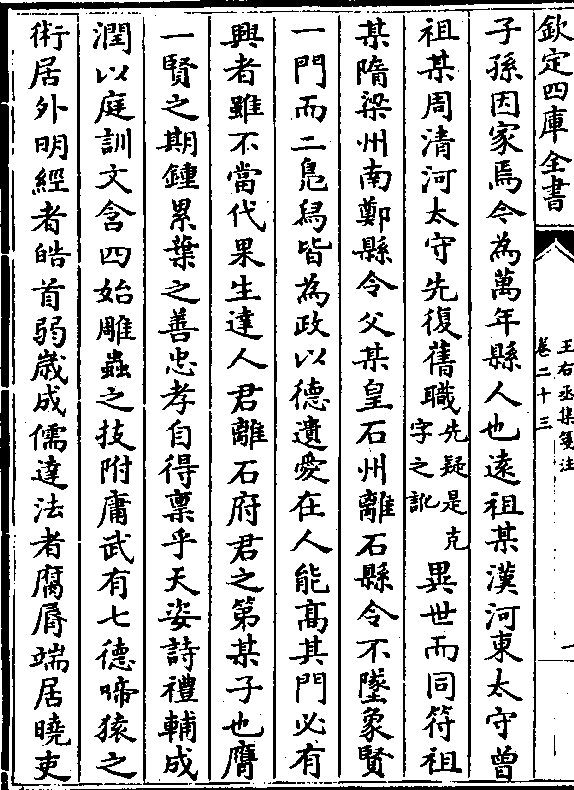 欽定四庫全書
王右丞集箋注
卷二十三
子孫因家焉令為萬年縣人也遠祖某漢河東太守曾
祖某周清河太守先復舊職先疑是克字之訛異世而同符祖
某隋梁州南鄭縣令父某皇石州離石縣令不墜象賢
一門而二鳧舄皆為政以德遺愛在人能髙其門必有
興者雖不當代果生達人君離石府君之第某子也膺
一賢之期鍾累葉之善忠孝自得稟乎天姿詩禮輔成
潤以庭訓文含四始雕蟲之技附庸武有七德啼猿之
術居外明經者皓首弱歲成儒達法者腐脣端居曉吏